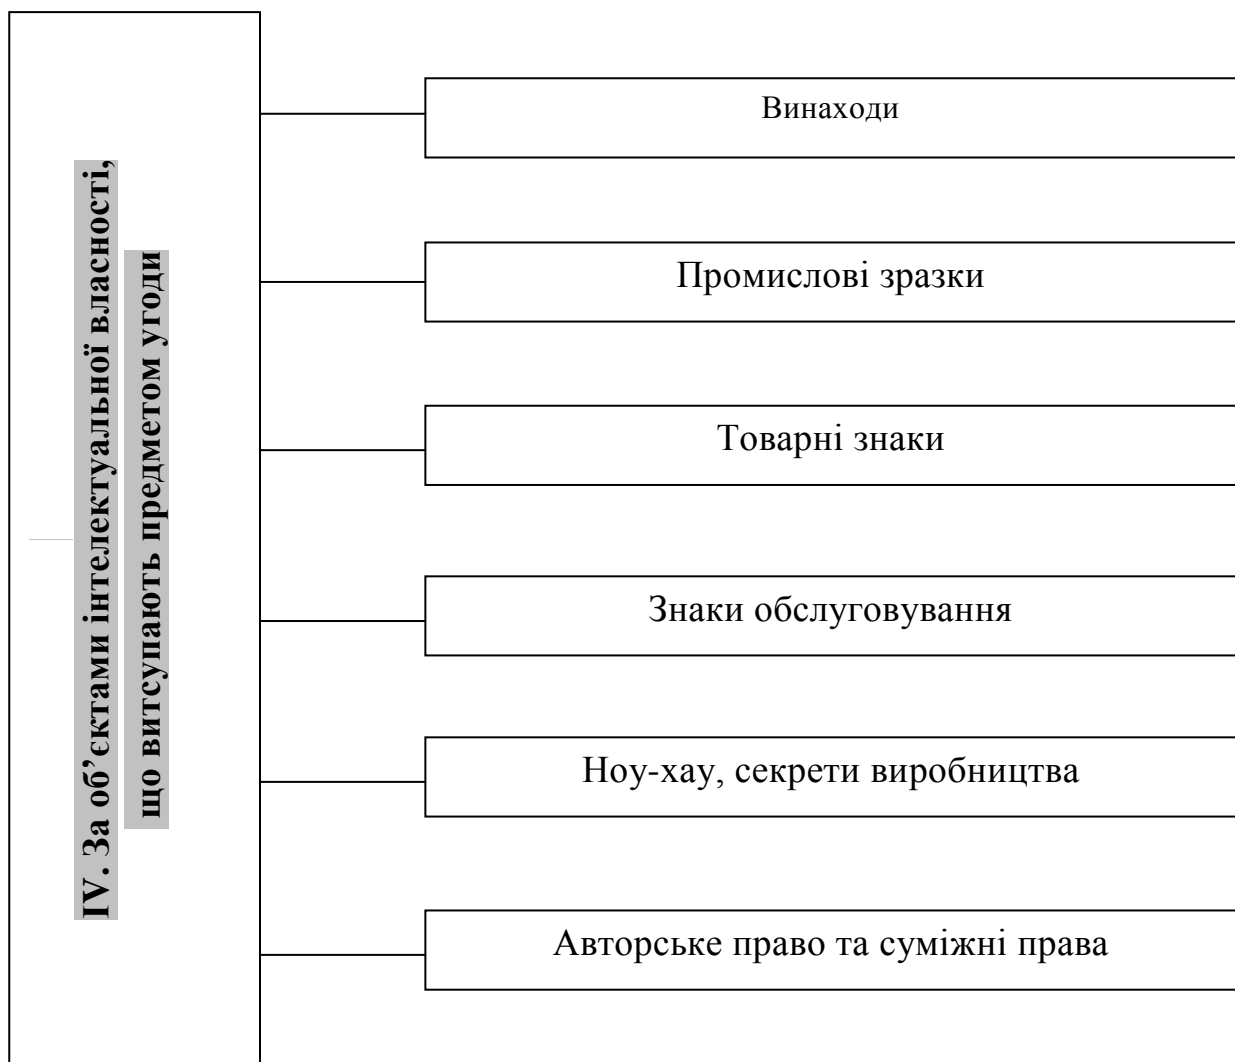 IV. За об’єктами інтелектуальної власності,
що витсупають предметом угоди
Винаходи
Промислові зразки
Товарні знаки
Знаки обслуговування
Ноу-хау, секрети виробництва
Авторське право та суміжні права